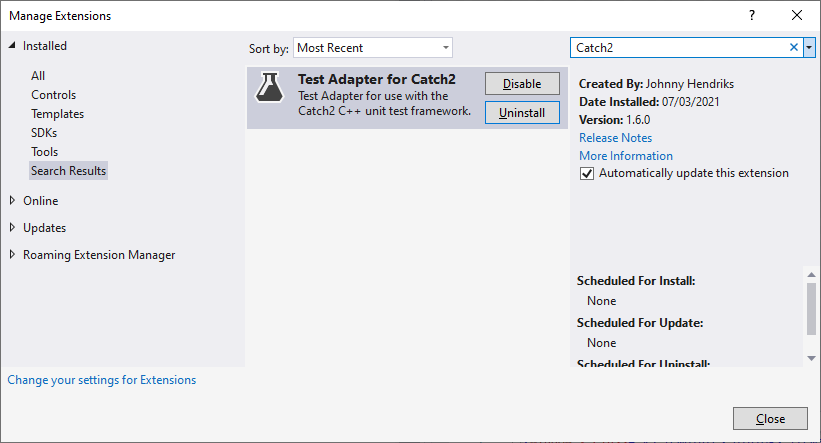 Manage Extensions
?
Installed
All
Controls
Templates
SDKs
Tools
Search Results
Online
Updates
Roaming Extension Manager
Change your settings for Extensions
Sort by: Most Recent
Test Adapter for Catch2
Test Adapter for use with the
Catch2 C++ unit test framework.
Disable
Uninstall
Catch2
Created By: Johnny Hendriks
Date Installed: 07/03/2021
Version: 1.6.0
Release Notes
More Information
Automatically update this extension
Scheduled For Install:
None
Scheduled For Update:
None
Scheduled For Uninstall:
Close